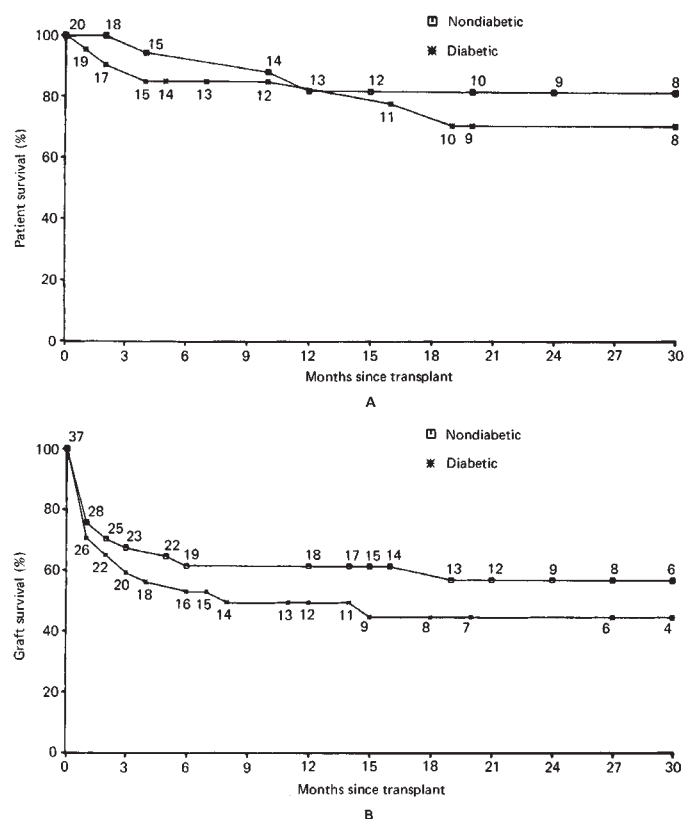 Nondiabetic
Diabetic
Patient survival (%)
100
80
60
40
20
0
20 18 15 14 13 12 10 9 8
19 17 15 14 13 12 11 10 9 8
0 3 6 9 12 15 18 21 24 27 30
Months since transplant
A
Nondiabetic
Diabetic
Graft survival (%)
100
80
60
40
20
0
37 28 25 23 22 19 18 17 15 14 13 12 9 8 6
26 22 20 18 16 15 14 13 12 11 9 8 7 6 4
0 3 6 9 12 15 18 21 24 27 30
Months since transplant
B